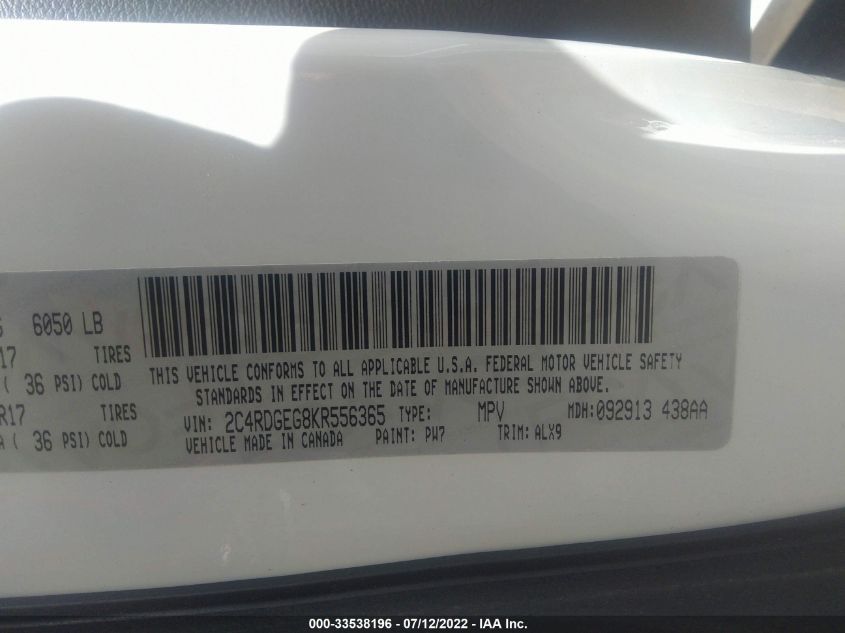 6050 LB
17 TIRES
( 36 PSI) COLD
R17 TIRES
( 36 PSI) COLD
THIS VEHICLE CONFORMS TO ALL APPLICABLE U.S.A. FEDERAL MOTOR VEHICLE SAFETY
STANDARDS IN EFFECT ON THE DATE OF MANUFACTURE SHOWN ABOVE.
VIN: 2C4RDGEG8KR556365 TYPE: MPV MDH:092913 438AA
VEHICLE MADE IN CANADA PAINT: PW7 TRIM: ALX9
000-33538196 - 07/12/2022 - IAA Inc.